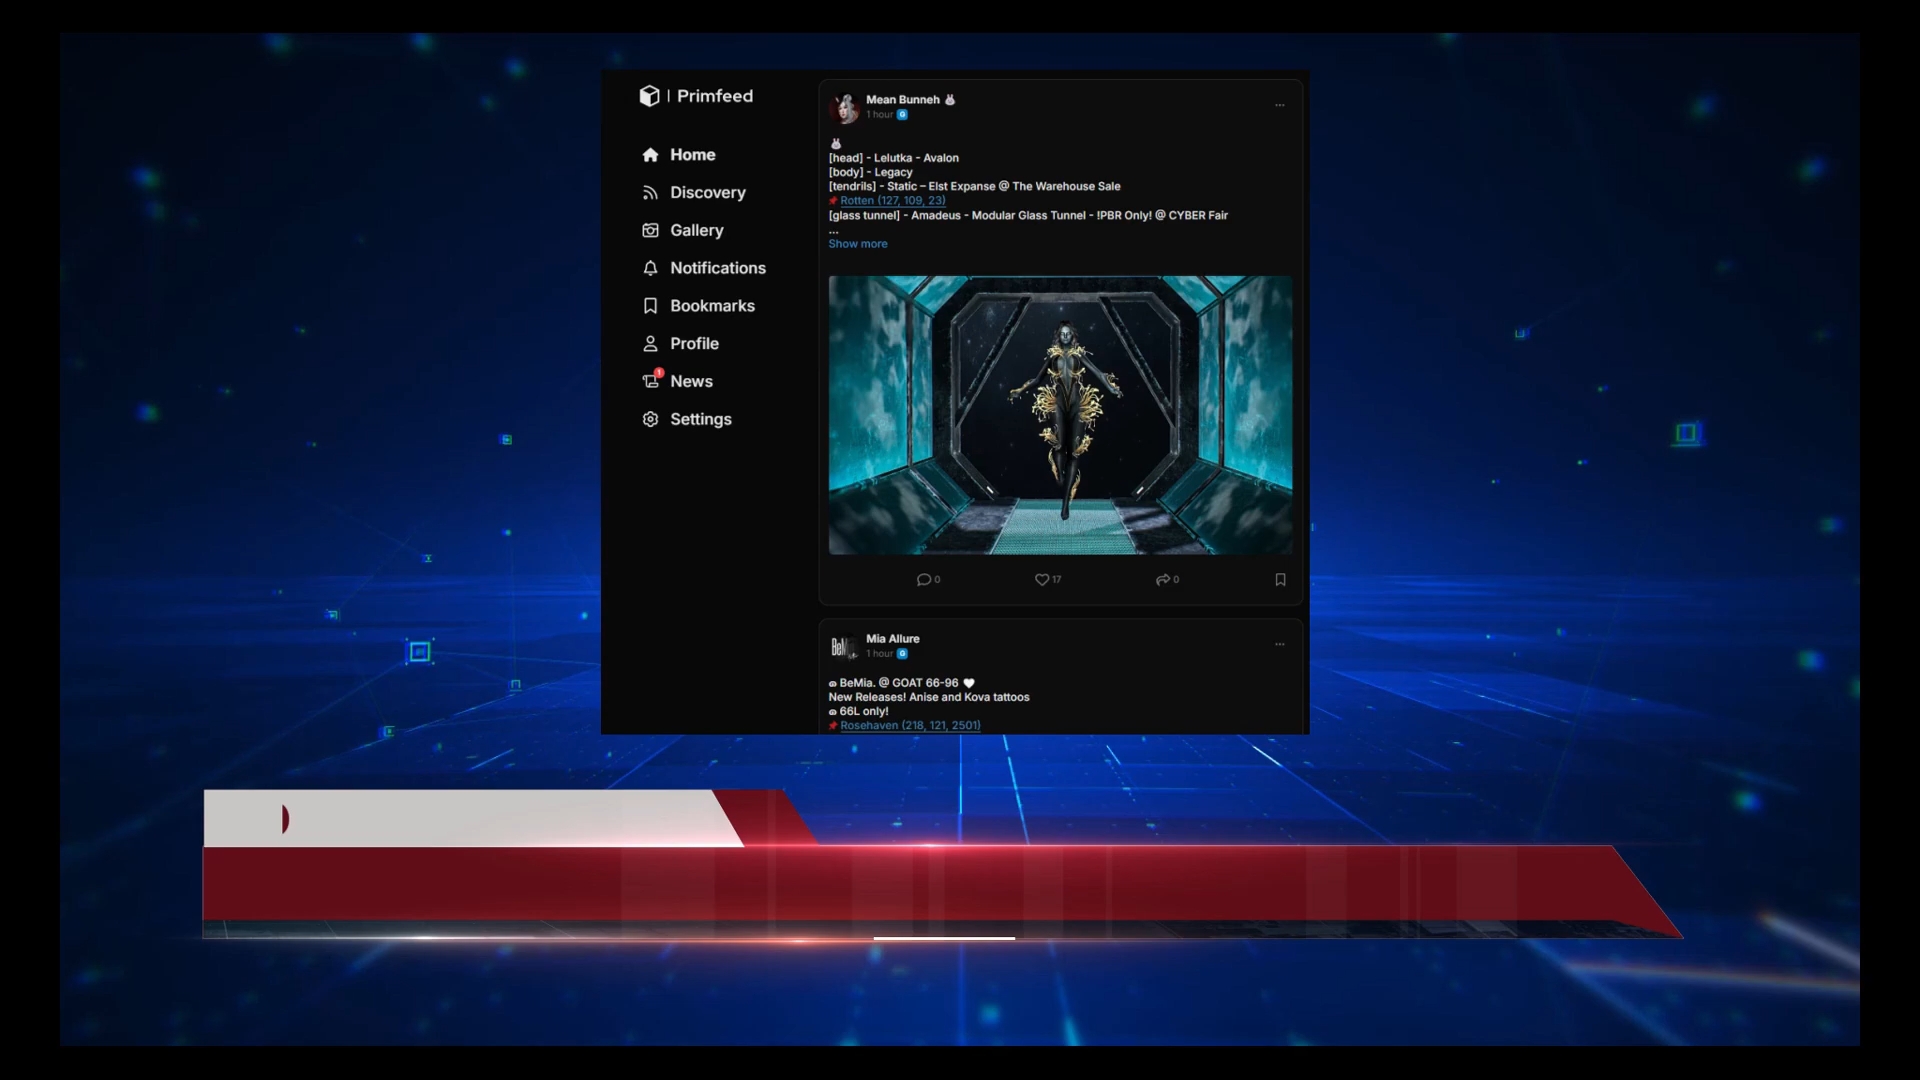 | Primfeed
Home
Discovery
Gallery
Notifications
Bookmarks
Profile
1
News
Settings
Mean Bunneh 🐰
1 hour G
🐰
[head] - Lelutka - Avalon
[body] - Legacy
[tendrils] - Static – Elst Expanse @ The Warehouse Sale
📌 Rotten (127, 109, 23)
[glass tunnel] - Amadeus - Modular Glass Tunnel - !PBR Only! @ CYBER Fair
...
Show more
0 17 0
Mia Allure
1 hour G
BeMia. @ GOAT 66-96 🤍
New Releases! Anise and Kova tattoos
66L only!
📌 Rosehaven (218, 121, 2501)